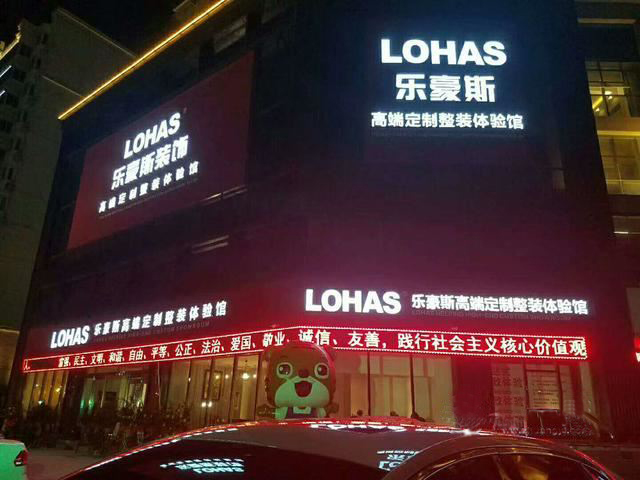 LOHAS
乐豪斯
高端定制整装体验馆
LOHAS
乐豪斯装饰
高端定制整装体验馆
LOHAS 乐豪斯高端定制整装体验馆
LOHAS 乐豪斯高端定制整装体验馆
富强、民主、文明、和谐、自由、平等、公正、法治、爱国、敬业、诚信、友善，践行社会主义核心价值观
LOHAS